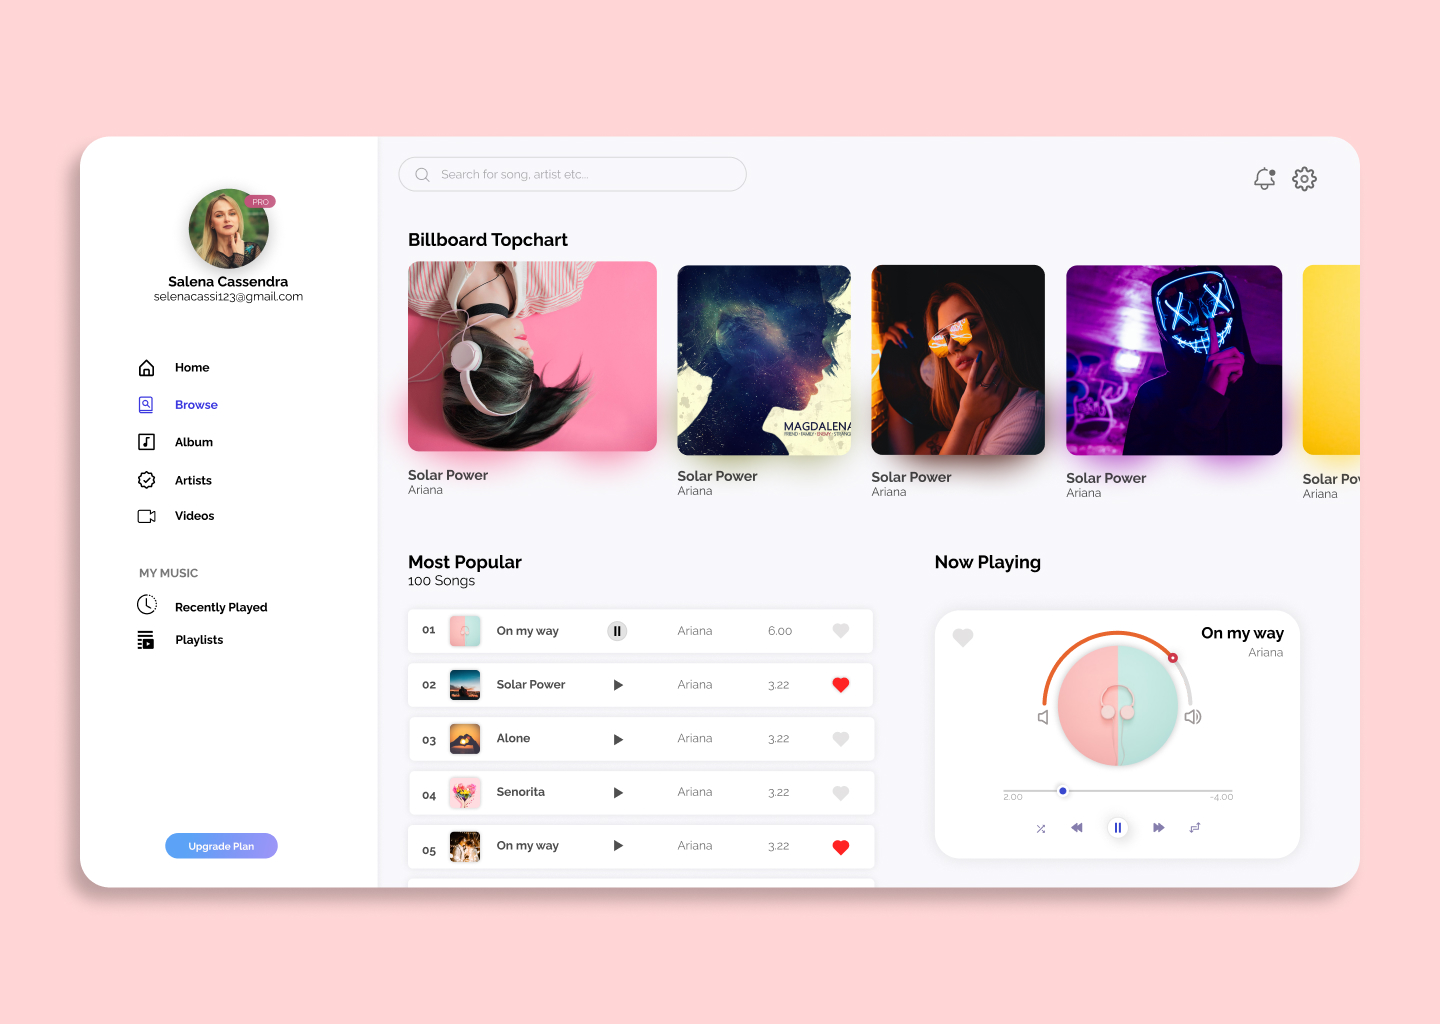 PRO
Salena Cassendra
selenacassi123@gmail.com
Home
Browse
Album
Artists
Videos
MY MUSIC
Recently Played
Playlists
Upgrade Plan
Search for song, artist etc...
Billboard Topchart
MAGDALENA
FRIEND · FAMILY · ENEMY · STRANG
Solar Power
Ariana
Solar Power
Ariana
Solar Power
Ariana
Solar Power
Ariana
Solar Pow
Ariana
Most Popular
100 Songs
01 On my way Ariana 6.00
02 Solar Power Ariana 3.22
03 Alone Ariana 3.22
04 Senorita Ariana 3.22
05 On my way Ariana 3.22
Now Playing
On my way
Ariana
2.00 -4.00